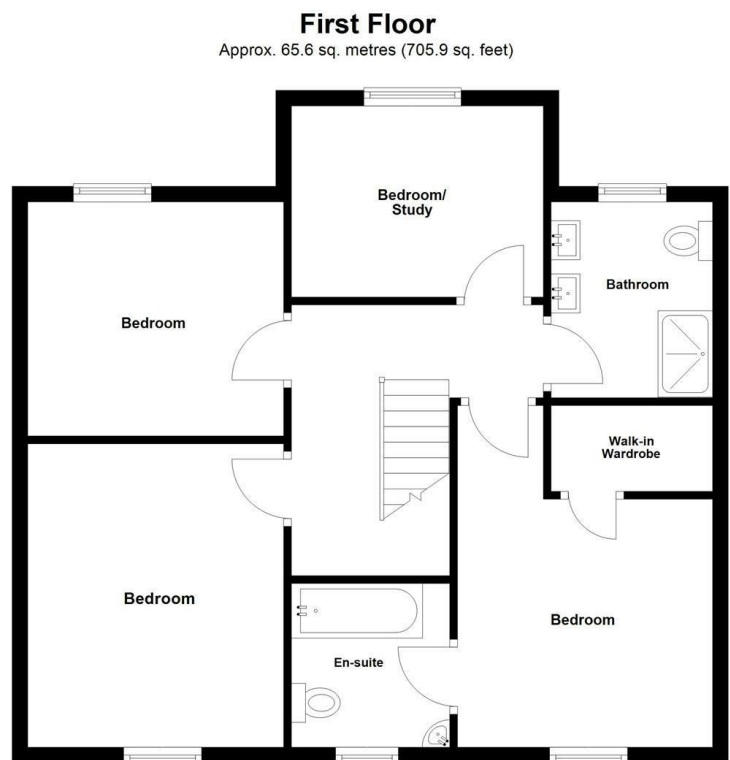 First Floor
Approx. 65.6 sq. metres (705.9 sq. feet)
Bedroom/
Study
Bathroom
Bedroom
Walk-in
Wardrobe
Bedroom
Bedroom
En-suite